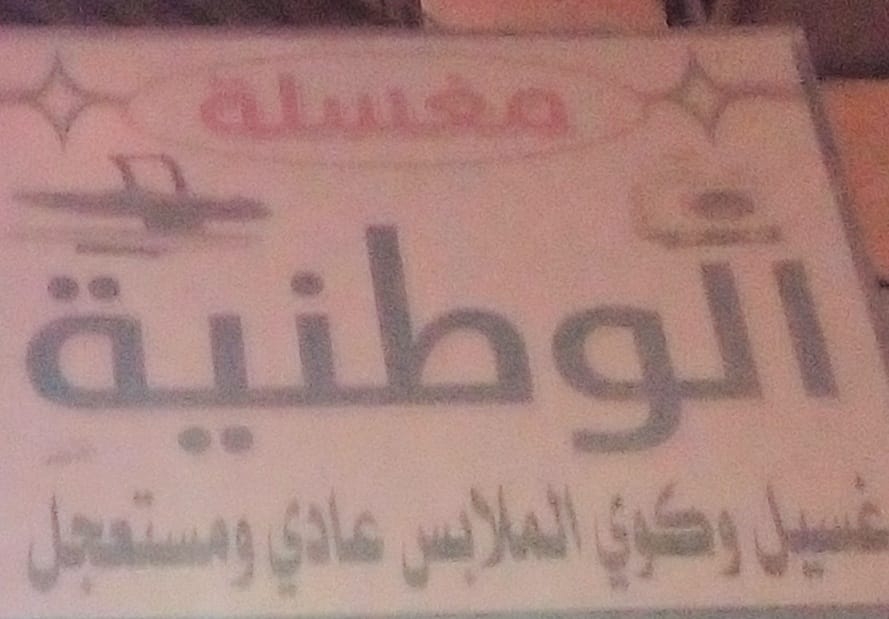 مغسلة
الوطنية
غسيل وكوي الملابس عادي ومستعجل